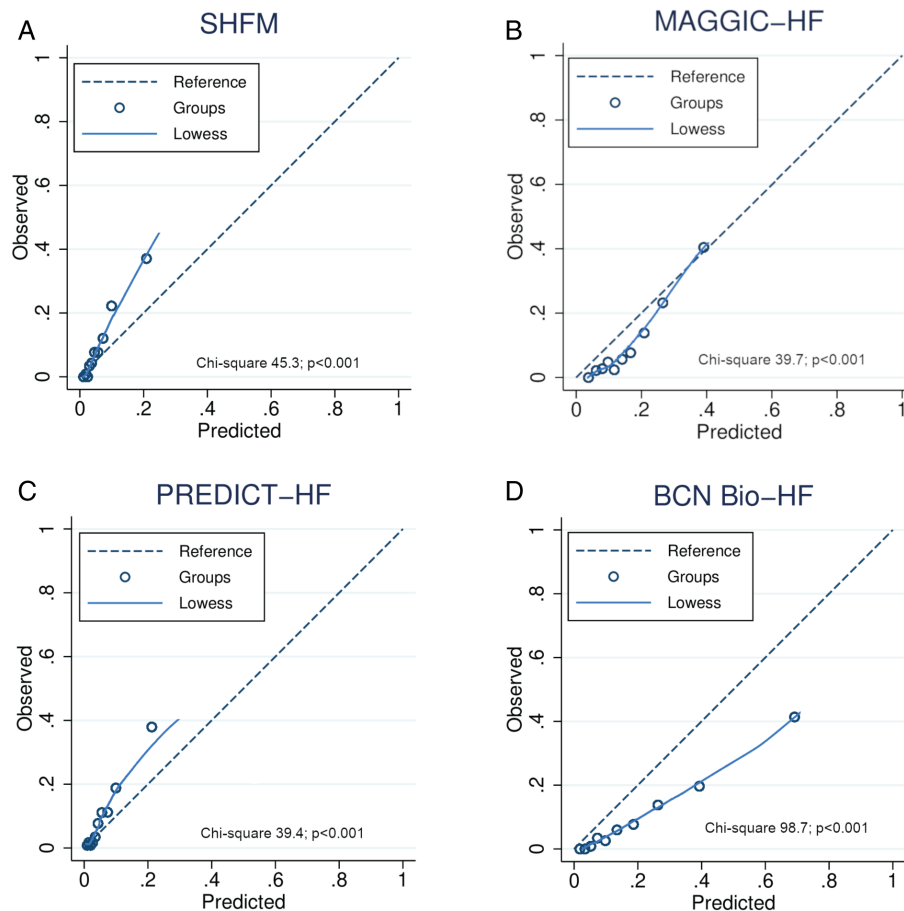 A
SHFM
Reference
Groups
Lowess
Observed
0 .2 .4 .6 .8 1
Chi-square 45.3; p<0.001
0 .2 .4 .6 .8 1
Predicted
B
MAGGIC-HF
Reference
Groups
Lowess
Observed
0 .2 .4 .6 .8 1
Chi-square 39.7; p<0.001
0 .2 .4 .6 .8 1
Predicted
C
PREDICT-HF
Reference
Groups
Lowess
Observed
0 .2 .4 .6 .8 1
Chi-square 39.4; p<0.001
0 .2 .4 .6 .8 1
Predicted
D
BCN Bio-HF
Reference
Groups
Lowess
Observed
0 .2 .4 .6 .8 1
Chi-square 98.7; p<0.001
0 .2 .4 .6 .8 1
Predicted